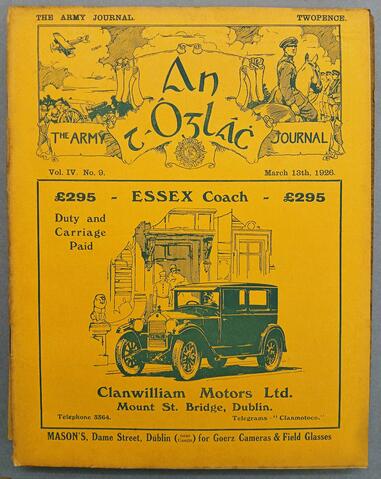 THE ARMY JOURNAL. TWOPENCE.
An
t-Óglác
THE ARMY JOURNAL
Vol. IV. No. 9. March 13th, 1926.
£295 - ESSEX Coach - £295
Duty and
Carriage
Paid
Clanwilliam Motors Ltd.
Mount St. Bridge, Dublin.
Telephone 3364. Telegrams-"Clanmotoco."
MASON'S, Dame Street, Dublin for Goerz Cameras & Field Glasses